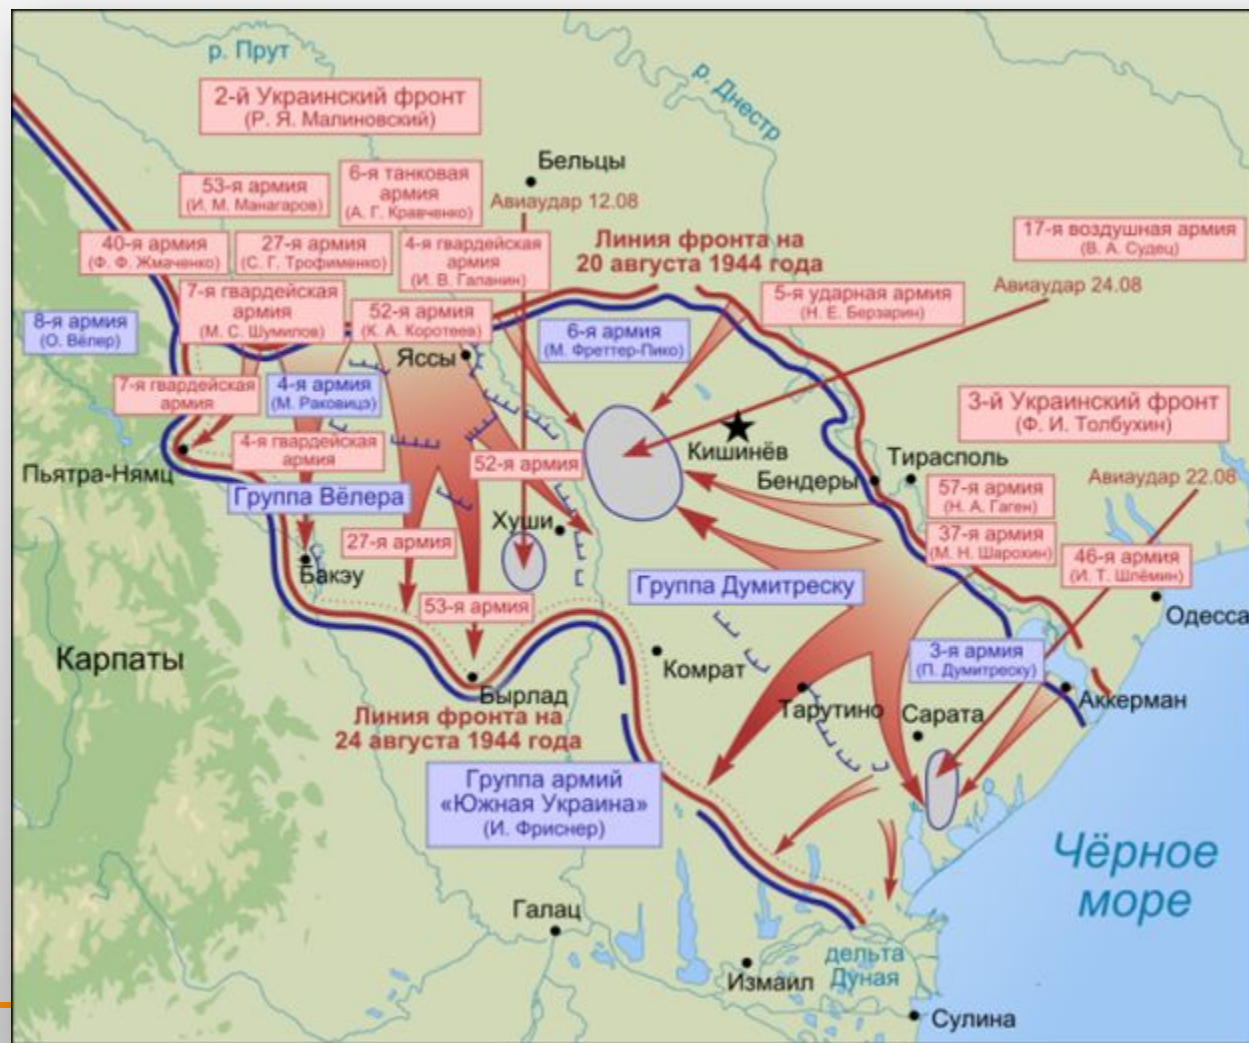 р. Прут
р. Днестр
2-й Украинский фронт
(Р. Я. Малиновский)
Бельцы
Авиаудар 12.08
53-я армия
(И. М. Манагаров)
6-я танковая
армия
(А. Г. Кравченко)
40-я армия
(Ф. Ф. Жмаченко)
27-я армия
(С. Г. Трофименко)
4-я гвардейская
армия
(И. В. Галанин)
Линия фронта на
20 августа 1944 года
17-я воздушная армия
(В. А. Судец)
Авиаудар 24.08
7-я гвардейская
армия
(М. С. Шумилов)
52-я армия
(К. А. Коротеев)
5-я ударная армия
(Н. Е. Берзарин)
8-я армия
(О. Вёлер)
6-я армия
(М. Фреттер-Пико)
Яссы
7-я гвардейская
армия
4-я армия
(М. Раковицэ)
3-й Украинский фронт
(Ф. И. Толбухин)
4-я гвардейская
армия
Кишинёв
Пьятра-Нямц
52-я армия
Бендеры
Тирасполь
Авиаудар 22.08
Группа Вёлера
57-я армия
(Н. А. Гаген)
Хуши
27-я армия
37-я армия
(М. Н. Шарохин)
46-я армия
(И. Т. Шлёмин)
Бакэу
Группа Думитреску
53-я армия
Одесса
Карпаты
Комрат
3-я армия
(П. Думитреску)
Бырлад
Тарутино
Сарата
Аккерман
Линия фронта на
24 августа 1944 года
Группа армий
«Южная Украина»
(И. Фриснер)
Чёрное
море
Галац
Измаил
дельта
Дуная
Сулина